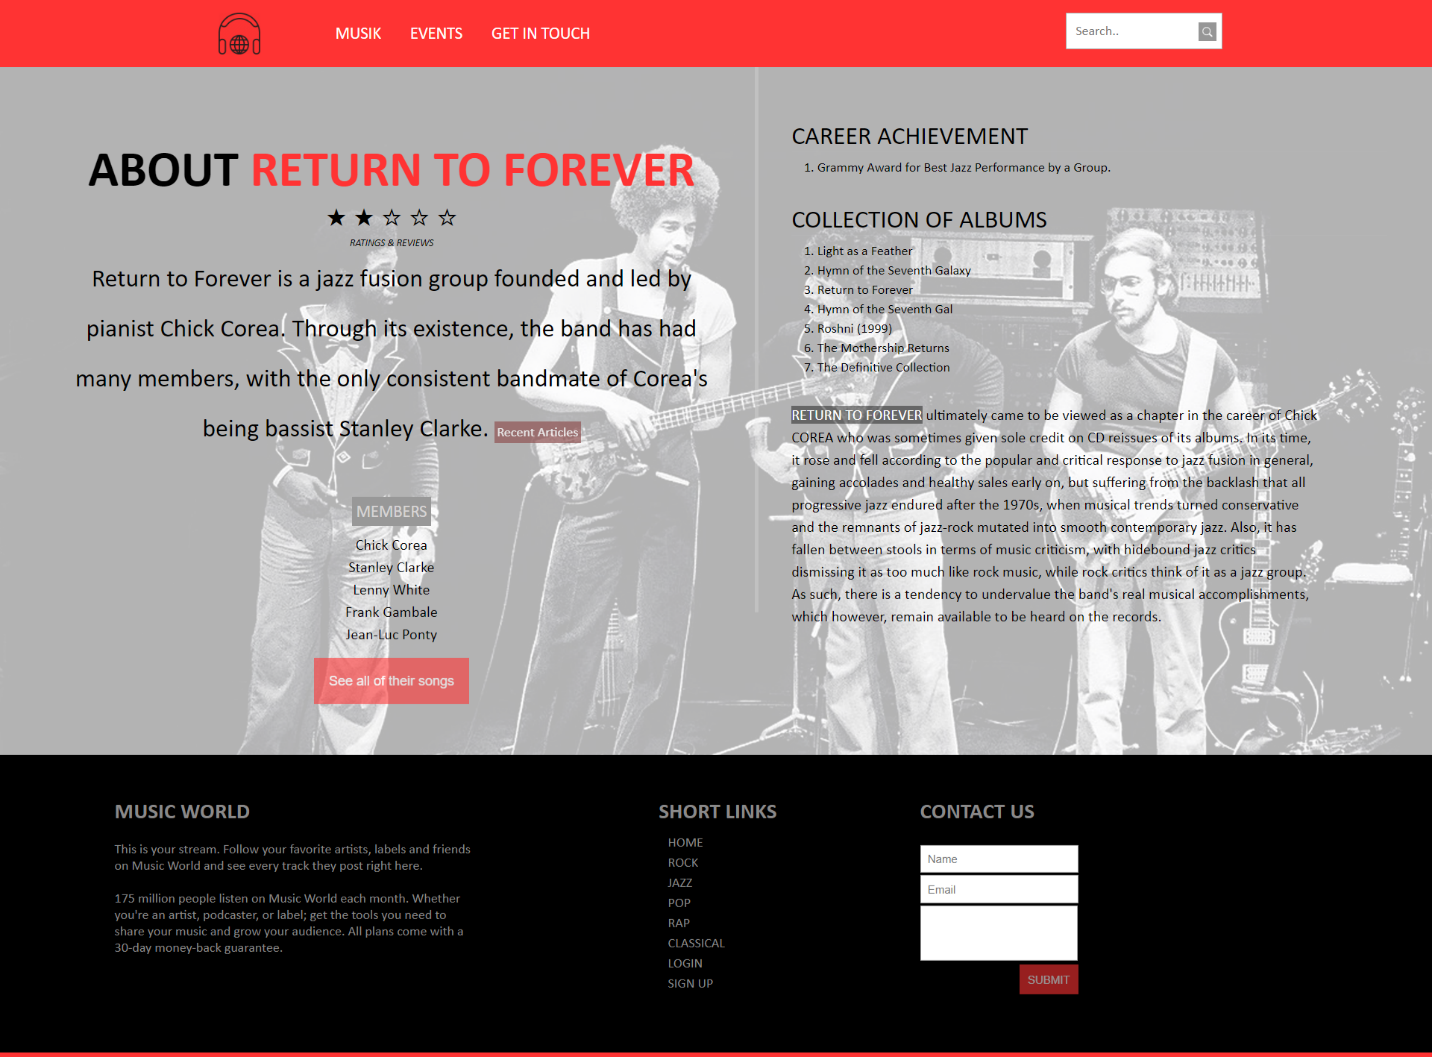 MUSIK EVENTS GET IN TOUCH
Search..
ABOUT RETURN TO FOREVER
RATINGS & REVIEWS
Return to Forever is a jazz fusion group founded and led by
pianist Chick Corea. Through its existence, the band has had
many members, with the only consistent bandmate of Corea's
being bassist Stanley Clarke. Recent Articles
MEMBERS
Chick Corea
Stanley Clarke
Lenny White
Frank Gambale
Jean-Luc Ponty
See all of their songs
CAREER ACHIEVEMENT
1. Grammy Award for Best Jazz Performance by a Group.
COLLECTION OF ALBUMS
1. Light as a Feather
2. Hymn of the Seventh Galaxy
3. Return to Forever
4. Hymn of the Seventh Gal
5. Roshni (1999)
6. The Mothership Returns
7. The Definitive Collection
RETURN TO FOREVER ultimately came to be viewed as a chapter in the career of Chick
COREA who was sometimes given sole credit on CD reissues of its albums. In its time,
it rose and fell according to the popular and critical response to jazz fusion in general,
gaining accolades and healthy sales early on, but suffering from the backlash that all
progressive jazz endured after the 1970s, when musical trends turned conservative
and the remnants of jazz-rock mutated into smooth contemporary jazz. Also, it has
fallen between stools in terms of music criticism, with hidebound jazz critics
dismissing it as too much like rock music, while rock critics think of it as a jazz group.
As such, there is a tendency to undervalue the band's real musical accomplishments,
which however, remain available to be heard on the records.
MUSIC WORLD
This is your stream. Follow your favorite artists, labels and friends
on Music World and see every track they post right here.
175 million people listen on Music World each month. Whether
you're an artist, podcaster, or label; get the tools you need to
share your music and grow your audience. All plans come with a
30-day money-back guarantee.
SHORT LINKS
HOME
ROCK
JAZZ
POP
RAP
CLASSICAL
LOGIN
SIGN UP
CONTACT US
Name
Email
SUBMIT